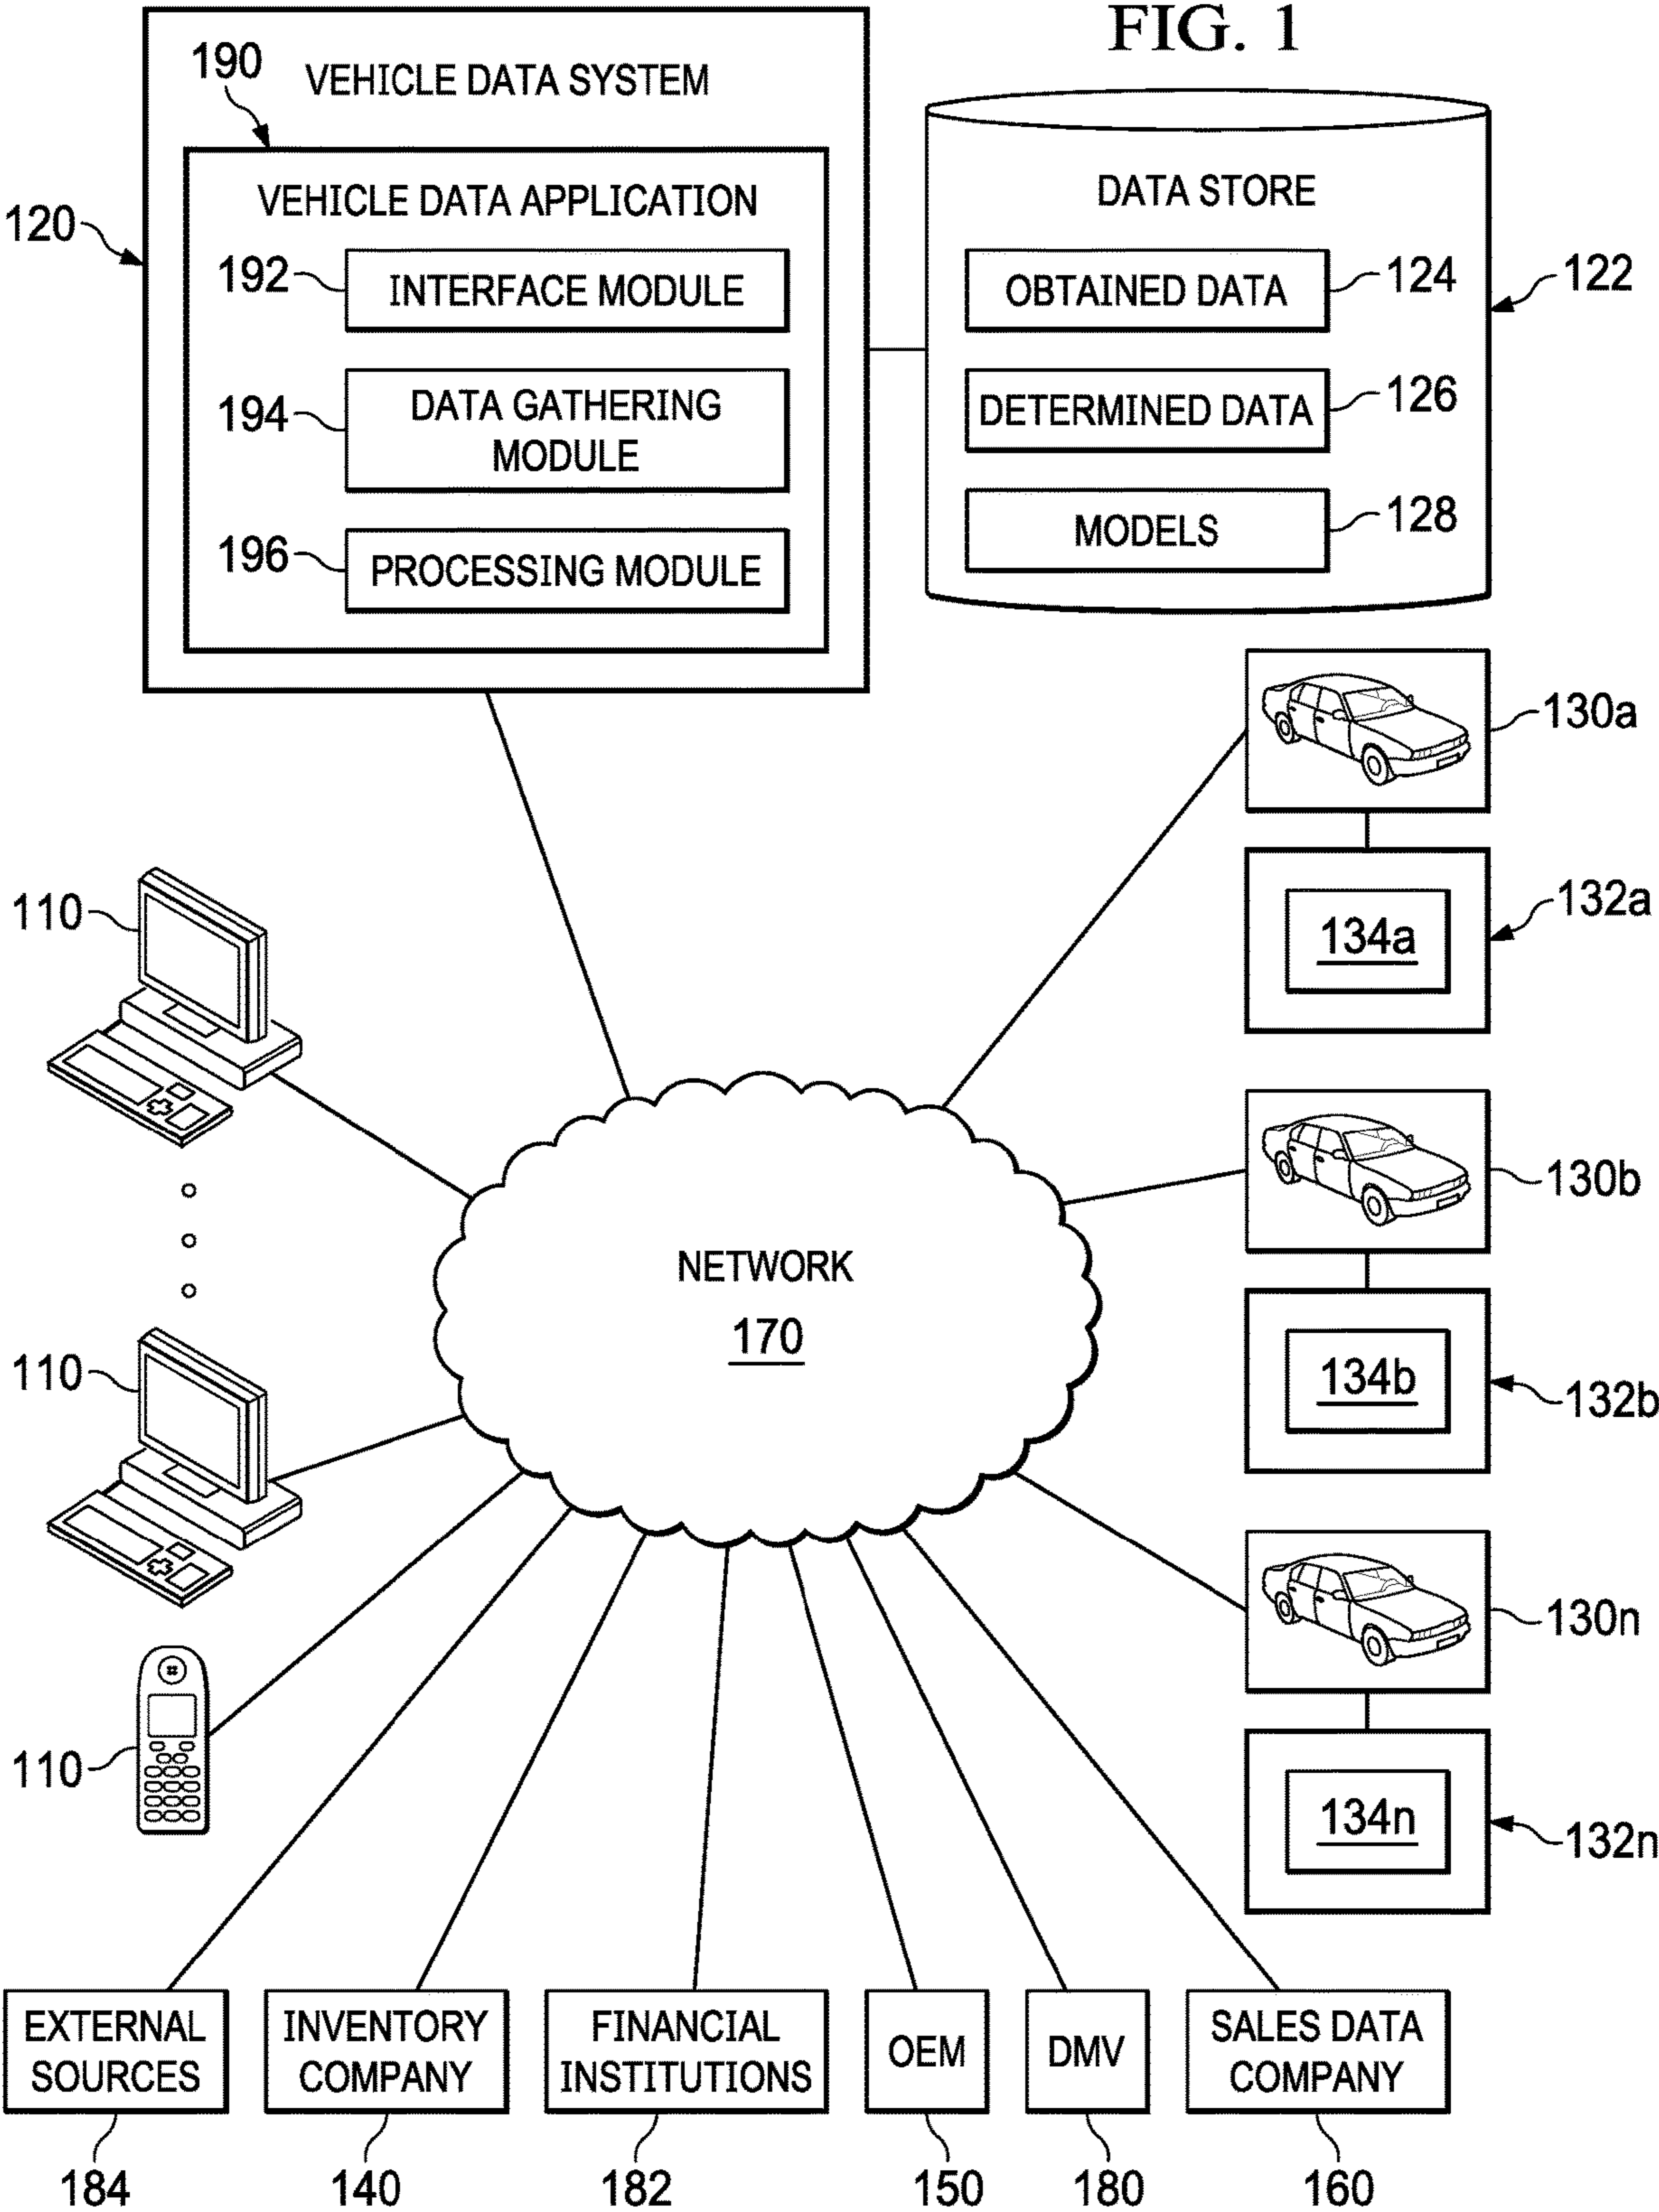 FIG. 1
190
VEHICLE DATA SYSTEM
VEHICLE DATA APPLICATION
120
192
INTERFACE MODULE
194
DATA GATHERING
MODULE
196
PROCESSING MODULE
DATA STORE
OBTAINED DATA
124
122
DETERMINED DATA
126
MODELS
128
130a
132a
134a
110
130b
134b
132b
NETWORK
170
110
130n
134n
132n
110
EXTERNAL
SOURCES
INVENTORY
COMPANY
FINANCIAL
INSTITUTIONS
OEM
DMV
SALES DATA
COMPANY
184
140
182
150
180
160